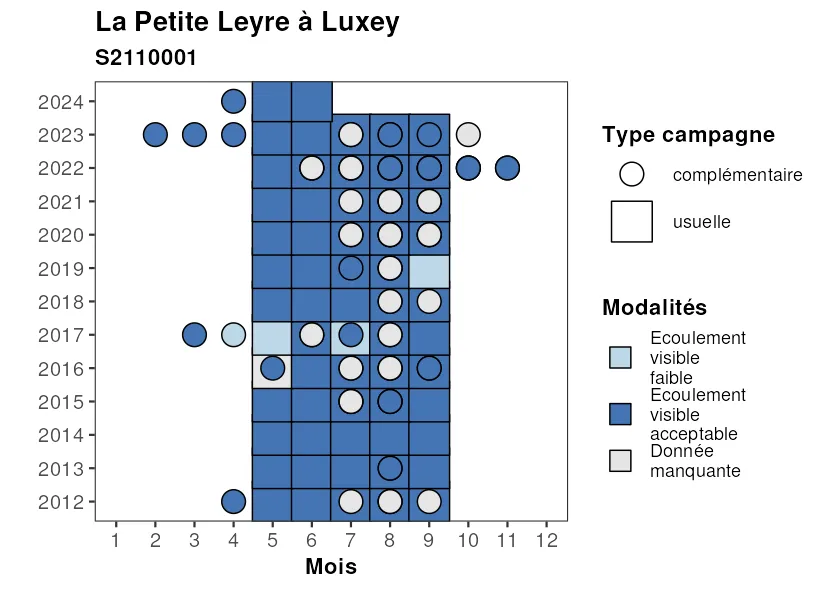 La Petite Leyre à Luxey
S2110001
2024
2023
2022
2021
2020
2019
2018
2017
2016
2015
2014
2013
2012
1 2 3 4 5 6 7 8 9 10 11 12
Mois
Type campagne
complémentaire
usuelle
Modalités
Ecoulement
visible
faible
Ecoulement
visible
acceptable
Donnée
manquante